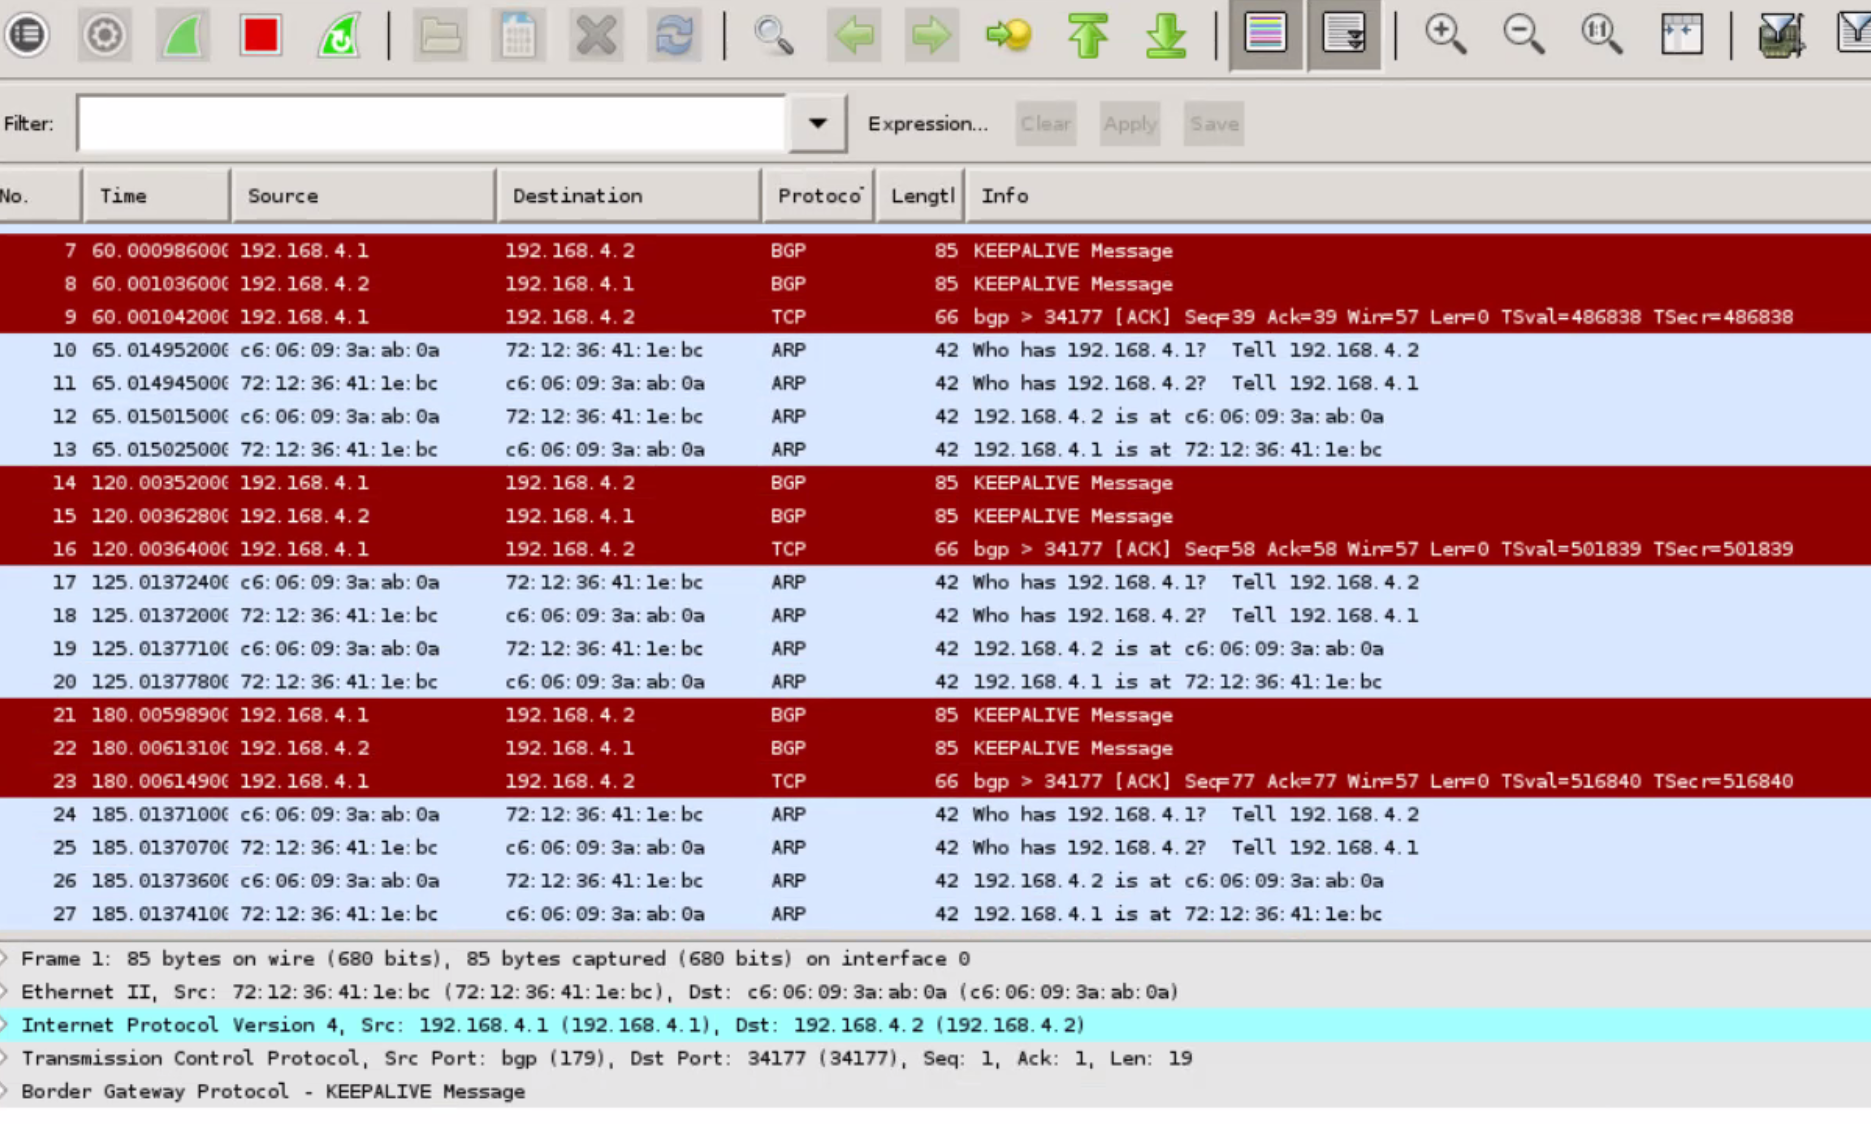 Filter: Expression... Clear Apply Save
No. Time Source Destination Protoco Lengtl Info
7 60.000986000 192.168.4.1 192.168.4.2 BGP 85 KEEPALIVE Message
8 60.001036000 192.168.4.2 192.168.4.1 BGP 85 KEEPALIVE Message
9 60.001042000 192.168.4.1 192.168.4.2 TCP 66 bgp > 34177 [ACK] Seq=39 Ack=39 Win=57 Len=0 TSval=486838 TSecr=486838
10 65.014952000 c6:06:09:3a:ab:0a 72:12:36:41:1e:bc ARP 42 Who has 192.168.4.1? Tell 192.168.4.2
11 65.014945000 72:12:36:41:1e:bc c6:06:09:3a:ab:0a ARP 42 Who has 192.168.4.2? Tell 192.168.4.1
12 65.015015000 c6:06:09:3a:ab:0a 72:12:36:41:1e:bc ARP 42 192.168.4.2 is at c6:06:09:3a:ab:0a
13 65.015025000 72:12:36:41:1e:bc c6:06:09:3a:ab:0a ARP 42 192.168.4.1 is at 72:12:36:41:1e:bc
14 120.00352000 192.168.4.1 192.168.4.2 BGP 85 KEEPALIVE Message
15 120.00362800 192.168.4.2 192.168.4.1 BGP 85 KEEPALIVE Message
16 120.00364000 192.168.4.1 192.168.4.2 TCP 66 bgp > 34177 [ACK] Seq=58 Ack=58 Win=57 Len=0 TSval=501839 TSecr=501839
17 125.01372400 c6:06:09:3a:ab:0a 72:12:36:41:1e:bc ARP 42 Who has 192.168.4.1? Tell 192.168.4.2
18 125.01372000 72:12:36:41:1e:bc c6:06:09:3a:ab:0a ARP 42 Who has 192.168.4.2? Tell 192.168.4.1
19 125.01377100 c6:06:09:3a:ab:0a 72:12:36:41:1e:bc ARP 42 192.168.4.2 is at c6:06:09:3a:ab:0a
20 125.01377800 72:12:36:41:1e:bc c6:06:09:3a:ab:0a ARP 42 192.168.4.1 is at 72:12:36:41:1e:bc
21 180.00598900 192.168.4.1 192.168.4.2 BGP 85 KEEPALIVE Message
22 180.00613100 192.168.4.2 192.168.4.1 BGP 85 KEEPALIVE Message
23 180.00614900 192.168.4.1 192.168.4.2 TCP 66 bgp > 34177 [ACK] Seq=77 Ack=77 Win=57 Len=0 TSval=516840 TSecr=516840
24 185.01371000 c6:06:09:3a:ab:0a 72:12:36:41:1e:bc ARP 42 Who has 192.168.4.1? Tell 192.168.4.2
25 185.01370700 72:12:36:41:1e:bc c6:06:09:3a:ab:0a ARP 42 Who has 192.168.4.2? Tell 192.168.4.1
26 185.01373600 c6:06:09:3a:ab:0a 72:12:36:41:1e:bc ARP 42 192.168.4.2 is at c6:06:09:3a:ab:0a
27 185.01374100 72:12:36:41:1e:bc c6:06:09:3a:ab:0a ARP 42 192.168.4.1 is at 72:12:36:41:1e:bc
Frame 1: 85 bytes on wire (680 bits), 85 bytes captured (680 bits) on interface 0
Ethernet II, Src: 72:12:36:41:1e:bc (72:12:36:41:1e:bc), Dst: c6:06:09:3a:ab:0a (c6:06:09:3a:ab:0a)
Internet Protocol Version 4, Src: 192.168.4.1 (192.168.4.1), Dst: 192.168.4.2 (192.168.4.2)
Transmission Control Protocol, Src Port: bgp (179), Dst Port: 34177 (34177), Seq: 1, Ack: 1, Len: 19
Border Gateway Protocol - KEEPALIVE Message